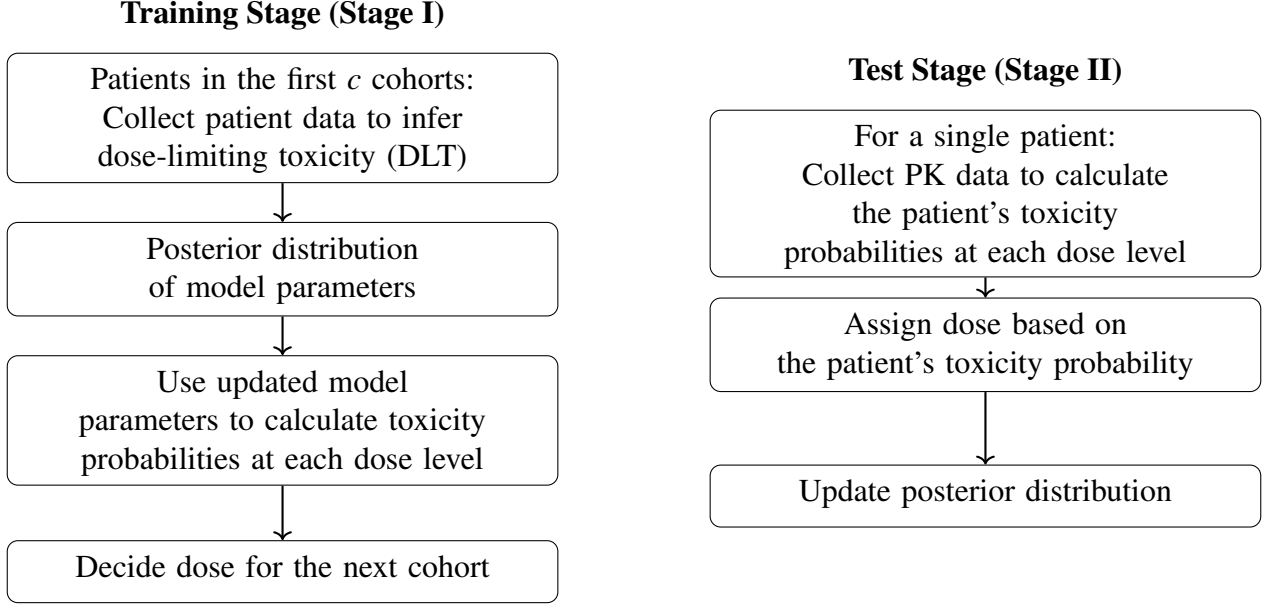 Training Stage (Stage I)
Patients in the first c cohorts:
Collect patient data to infer
dose-limiting toxicity (DLT)
Posterior distribution
of model parameters
Use updated model
parameters to calculate toxicity
probabilities at each dose level
Decide dose for the next cohort
Test Stage (Stage II)
For a single patient:
Collect PK data to calculate
the patient's toxicity
probabilities at each dose level
Assign dose based on
the patient's toxicity probability
Update posterior distribution